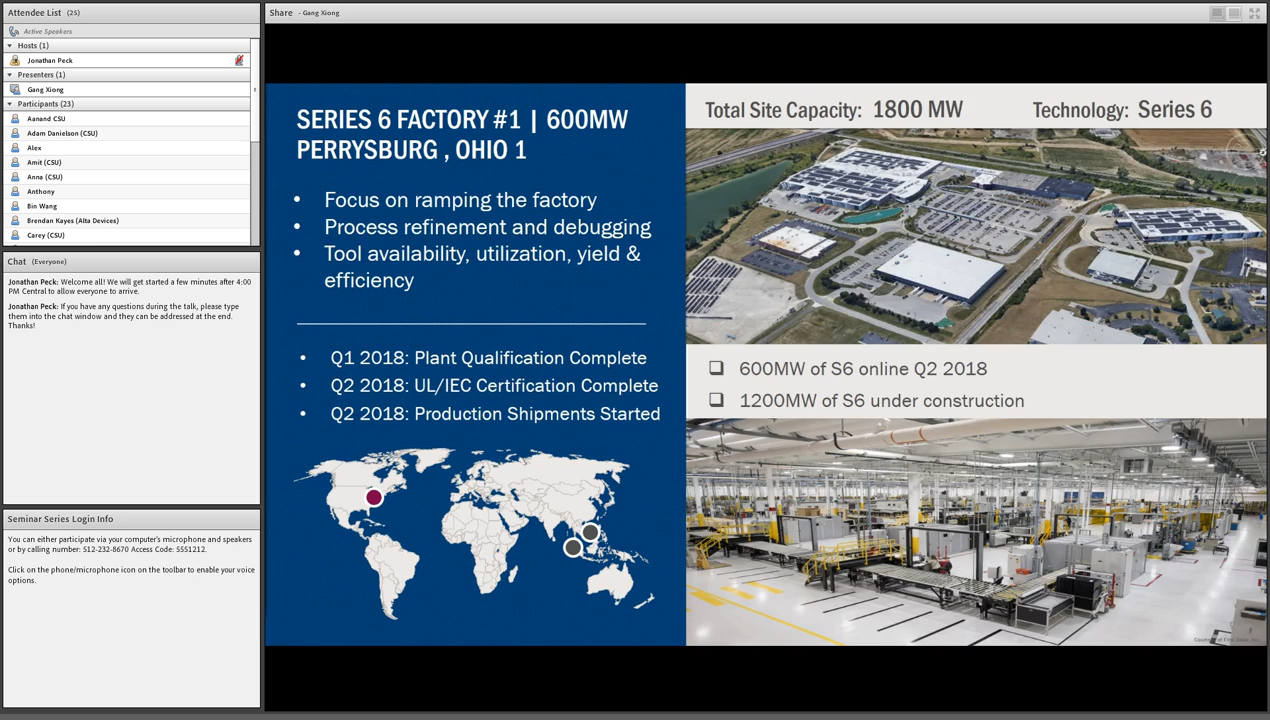 Attendee List (25)
Active Speakers
Hosts (1)
Jonathan Peck
Presenters (1)
Gang Xiong
Participants (23)
Aanand CSU
Adam Danielson (CSU)
Alex
Amit (CSU)
Anna (CSU)
Anthony
Bin Wang
Brendan Kayes (Alta Devices)
Carey (CSU)
Chat (Everyone)
Jonathan Peck: Welcome all! We will get started a few minutes after 4:00
PM Central to allow everyone to arrive.
Jonathan Peck: If you have any questions during the talk, please type
them into the chat window and they can be addressed at the end.
Thanks!
Seminar Series Login Info
You can either participate via your computer's microphone and speakers
or by calling number: 512-232-8670 Access Code: 5551212.
Click on the phone/microphone icon on the toolbar to enable your voice
options.
Share - Gang Xiong
SERIES 6 FACTORY #1 | 600MW
PERRYSBURG , OHIO 1
• Focus on ramping the factory
• Process refinement and debugging
• Tool availability, utilization, yield &
efficiency
• Q1 2018: Plant Qualification Complete
• Q2 2018: UL/IEC Certification Complete
• Q2 2018: Production Shipments Started
Total Site Capacity: 1800 MW Technology: Series 6
❑ 600MW of S6 online Q2 2018
❑ 1200MW of S6 under construction